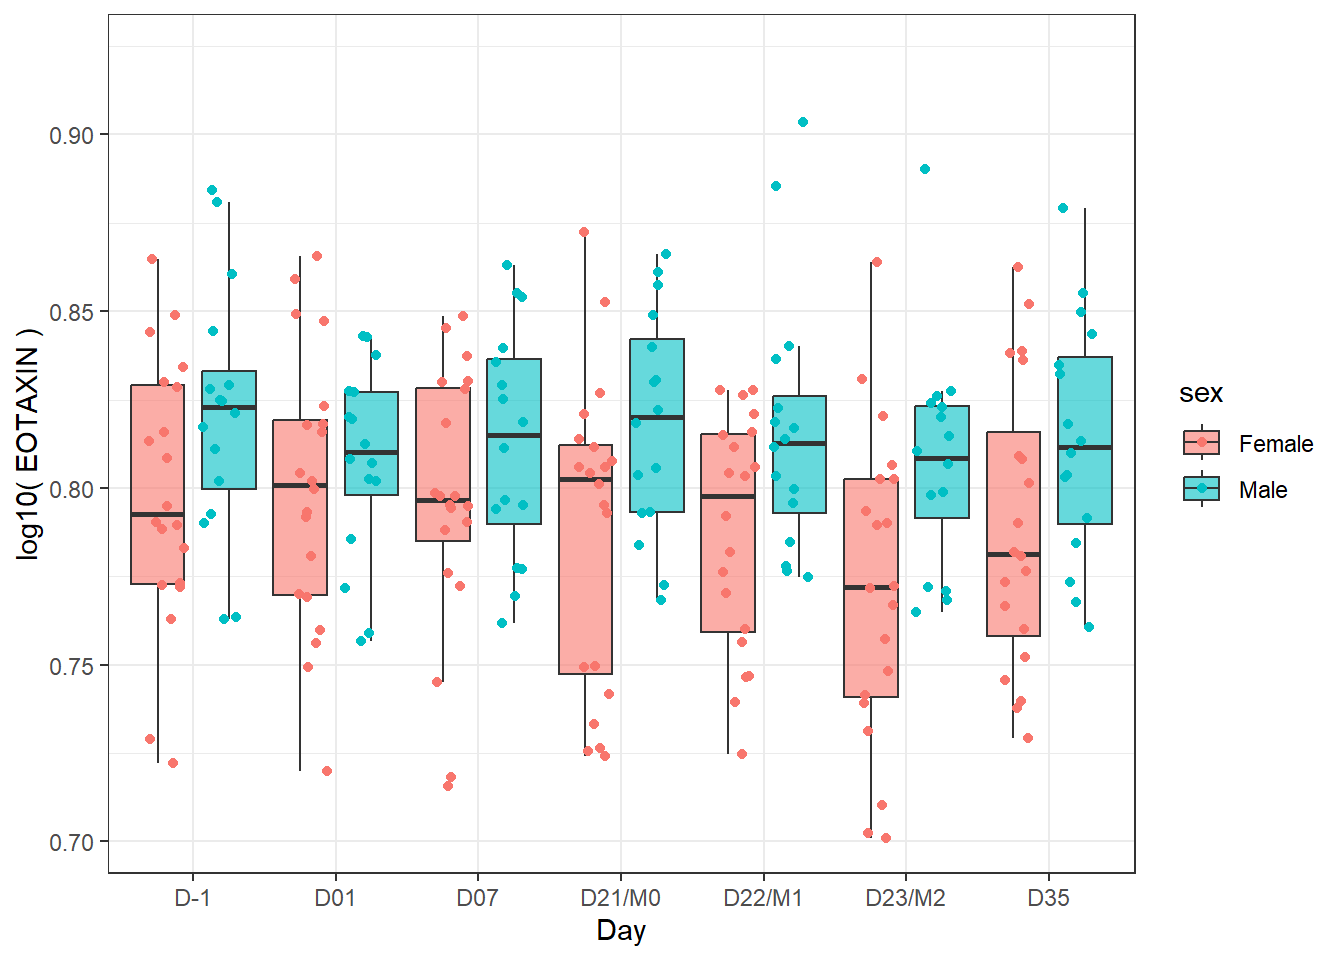 log10( EOTAXIN )
0.90
0.85
0.80
0.75
0.70
D-1 D01 D07 D21/M0 D22/M1 D23/M2 D35
Day
sex
Female
Male